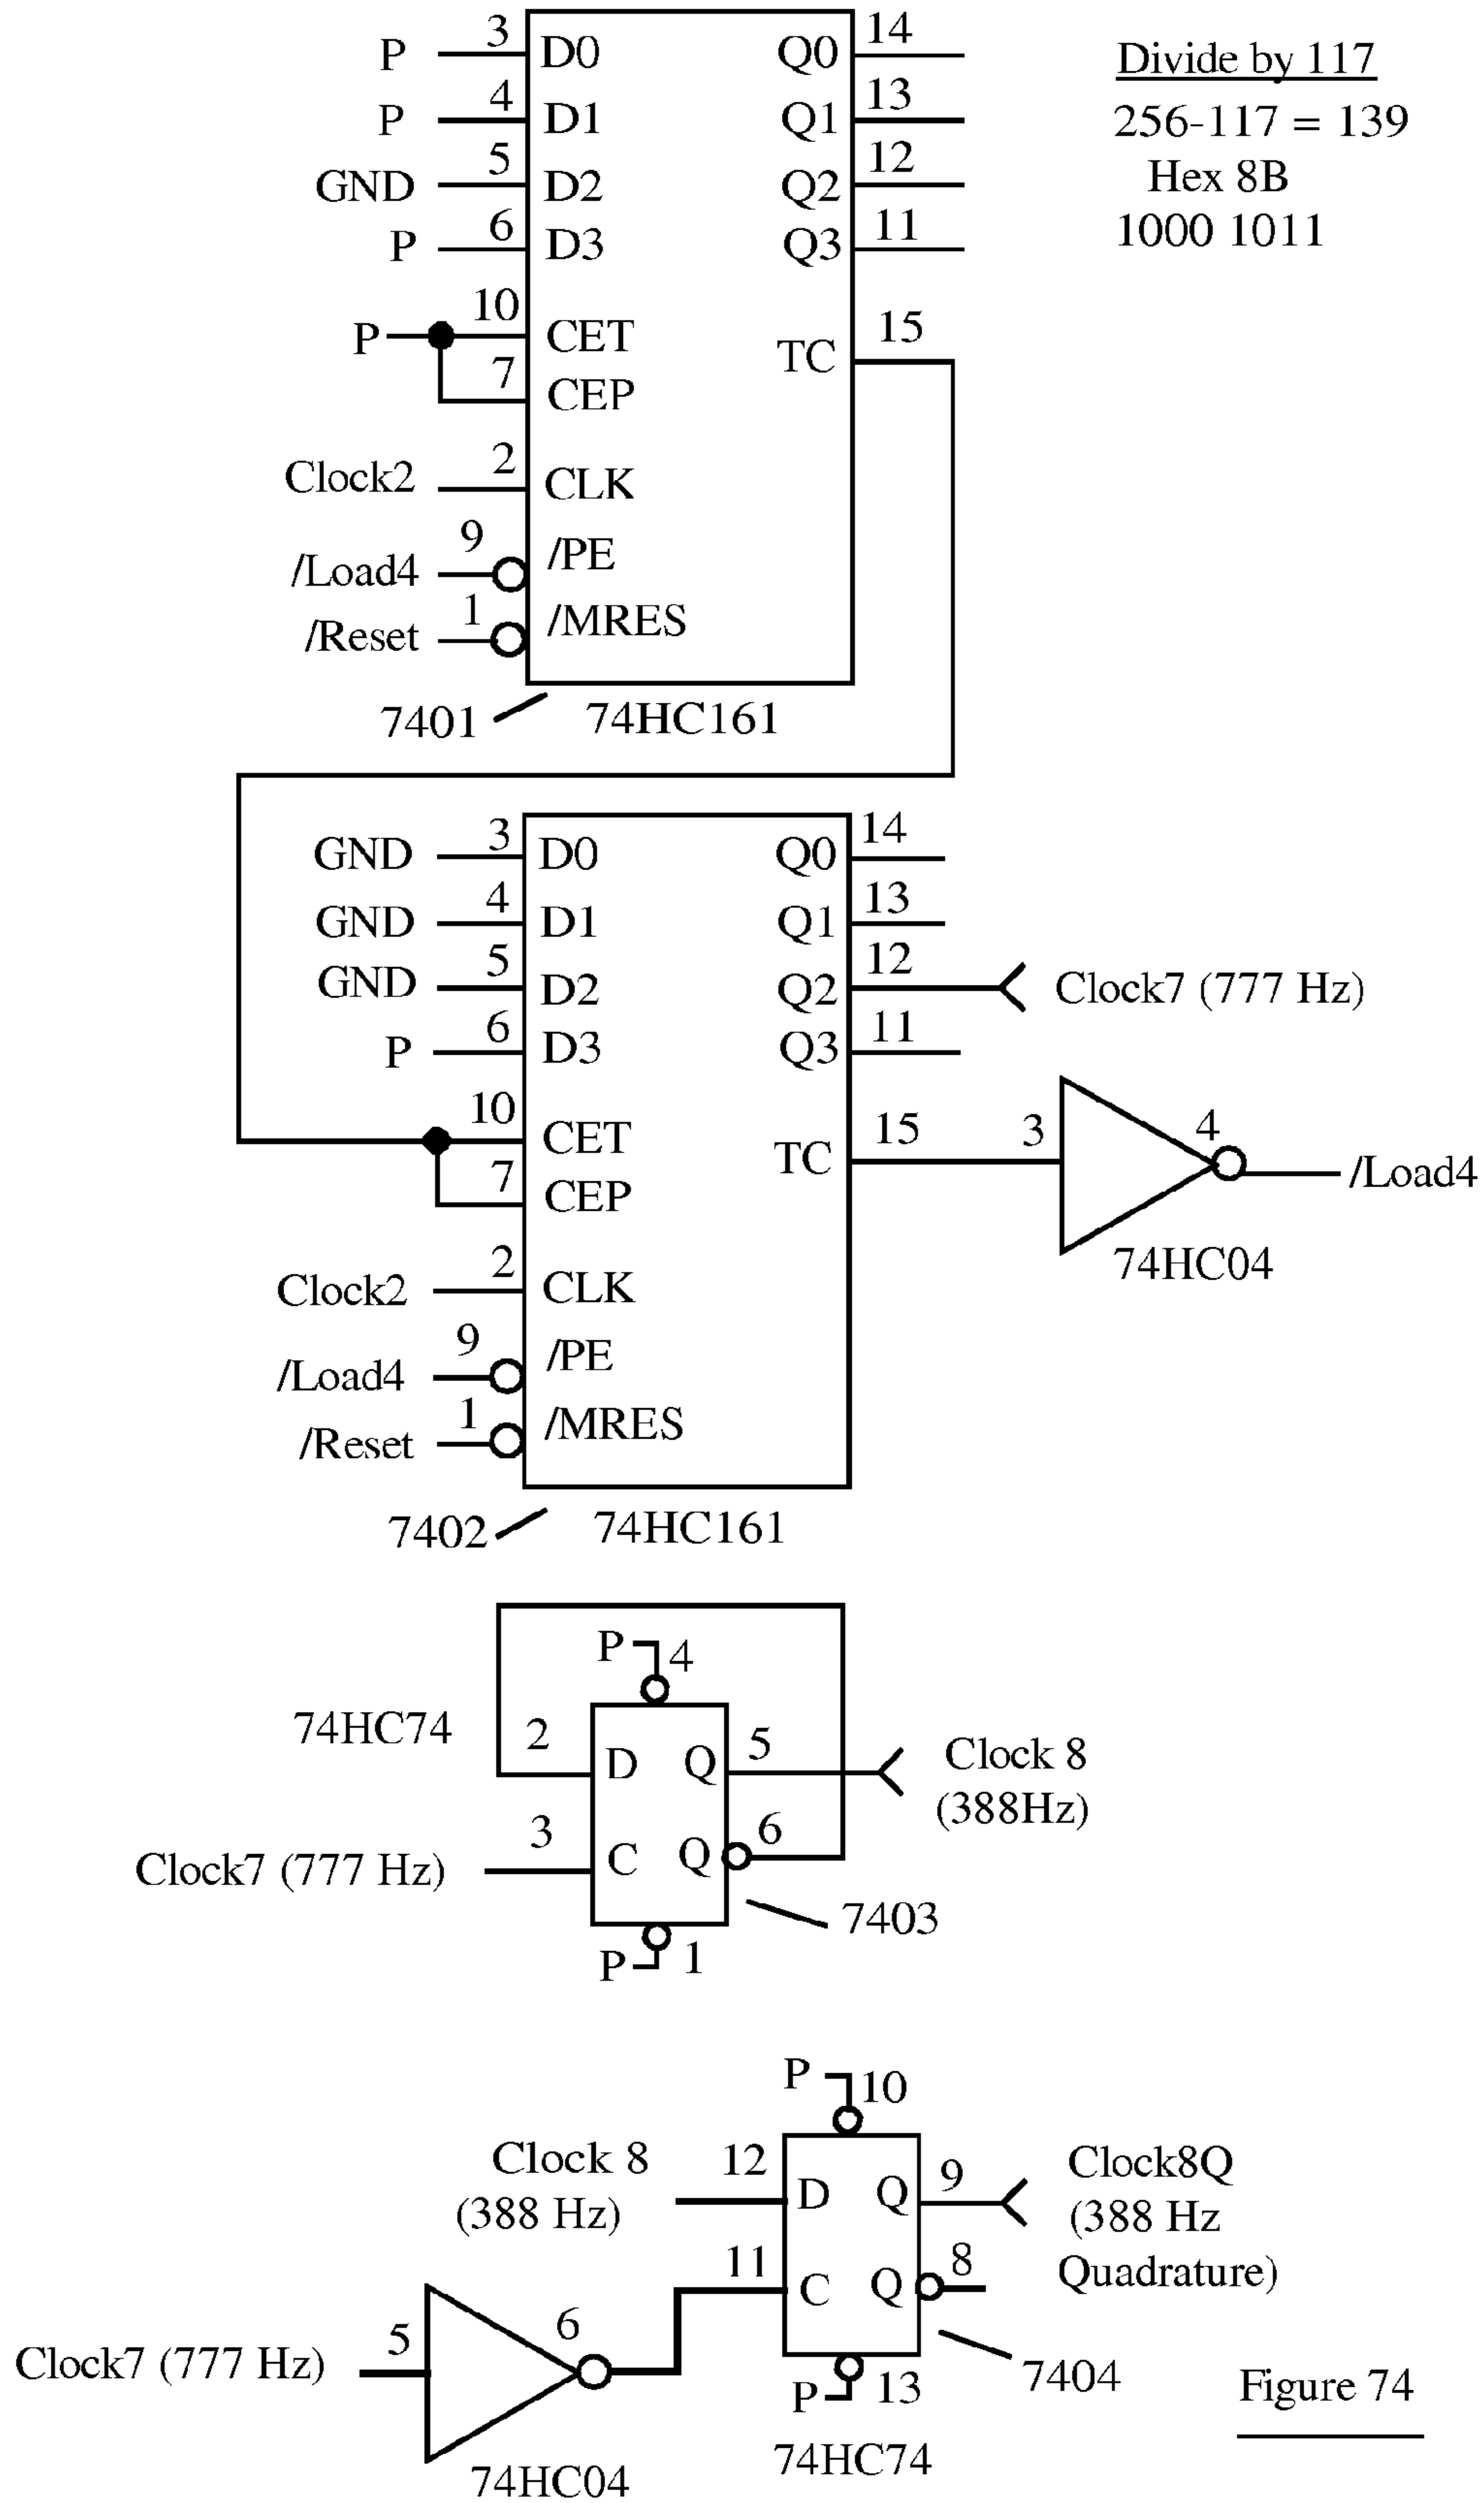 P 3 D0 Q0 14
P 4 D1 Q1 13
GND 5 D2 Q2 12
P 6 D3 Q3 11
P 10 CET TC 15
7 CEP
Clock2 2 CLK
/Load4 9 /PE
/Reset 1 /MRES
7401 74HC161
Divide by 117
256-117 = 139
Hex 8B
1000 1011
GND 3 D0 Q0 14
GND 4 D1 Q1 13
GND 5 D2 Q2 12 Clock7 (777 Hz)
P 6 D3 Q3 11
10 CET TC 15 3 4 /Load4
7 CEP 74HC04
Clock2 2 CLK
/Load4 9 /PE
/Reset 1 /MRES
7402 74HC161
P 4
74HC74 2 D Q 5 Clock 8
(388Hz)
Clock7 (777 Hz) 3 C Q 6
7403
P 1
P 10
Clock 8 12 D Q 9 Clock8Q
(388 Hz) (388 Hz
11 C Q 8 Quadrature)
Clock7 (777 Hz) 5 6
7404
P 13
74HC04 74HC74
Figure 74